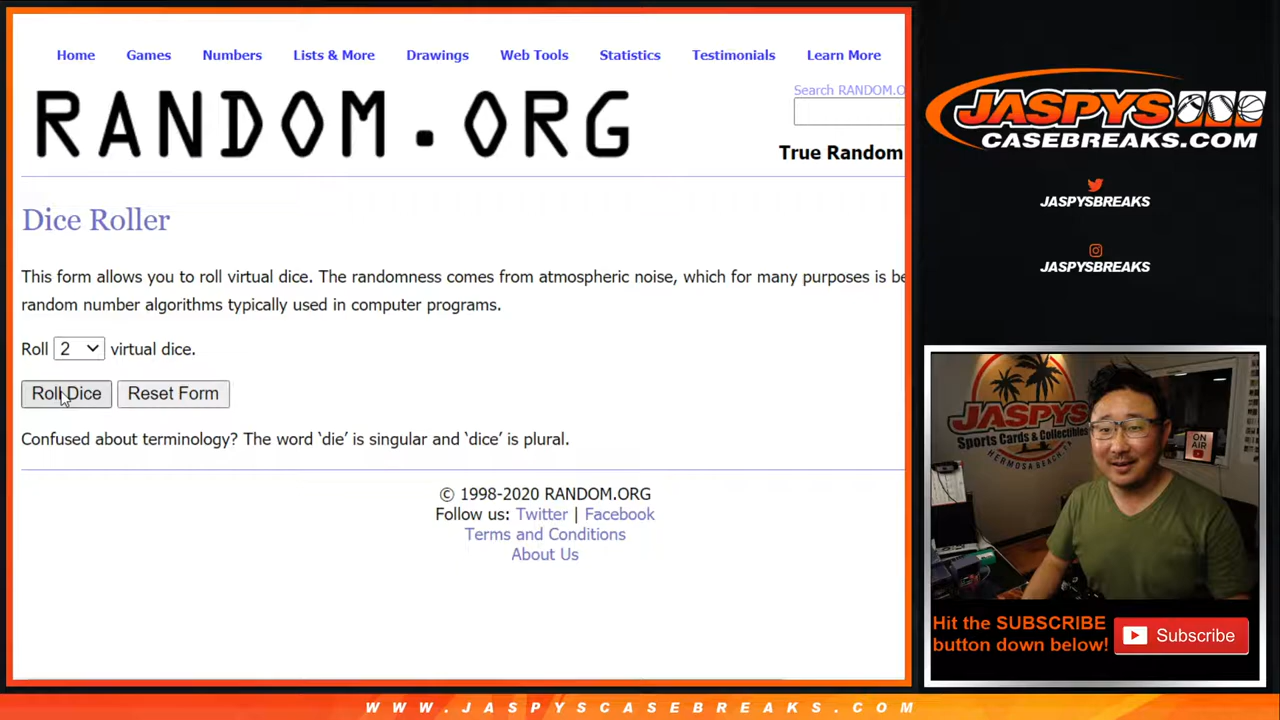 Home Games Numbers Lists & More Drawings Web Tools Statistics Testimonials Learn More
RANDOM.ORG
Search RANDOM.O
True Random
Dice Roller
This form allows you to roll virtual dice. The randomness comes from atmospheric noise, which for many purposes is be
random number algorithms typically used in computer programs.
Roll 2 virtual dice.
Roll Dice Reset Form
Confused about terminology? The word ‘die’ is singular and ‘dice’ is plural.
© 1998-2020 RANDOM.ORG
Follow us: Twitter | Facebook
Terms and Conditions
About Us
JASPYS
CASEBREAKS.COM
JASPYSBREAKS
JASPYSBREAKS
JASPYS
Sports Cards & Collectibles
HERMOSA BEACH, CA
ON AIR
Hit the SUBSCRIBE
button down below!
Subscribe
WWW.JASPYSCASEBREAKS.COM